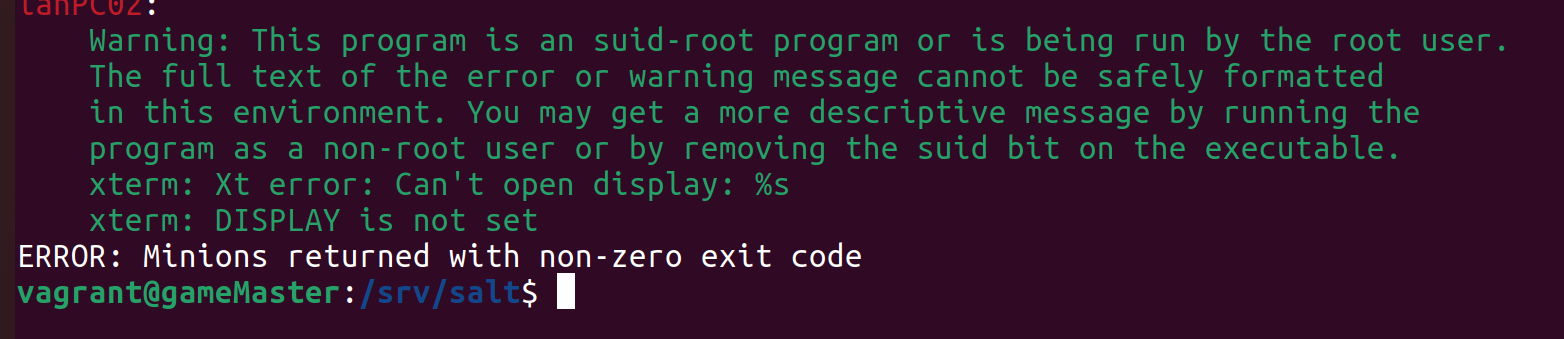 lanPC02:
Warning: This program is an suid-root program or is being run by the root user.
The full text of the error or warning message cannot be safely formatted
in this environment. You may get a more descriptive message by running the
program as a non-root user or by removing the suid bit on the executable.
xterm: Xt error: Can't open display: %s
xterm: DISPLAY is not set
ERROR: Minions returned with non-zero exit code
vagrant@gameMaster:/srv/salt$